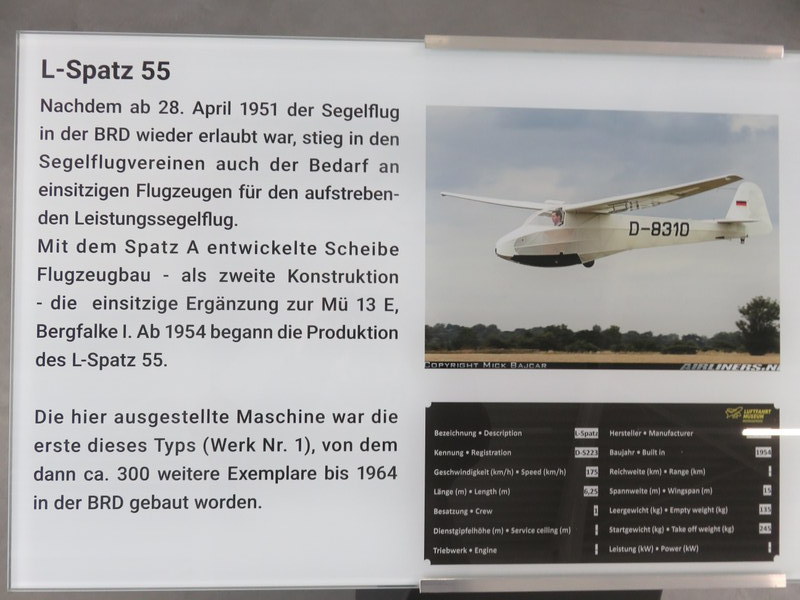 L-Spatz 55
Nachdem ab 28. April 1951 der Segelflug
in der BRD wieder erlaubt war, stieg in den
Segelflugvereinen auch der Bedarf an
einsitzigen Flugzeugen für den aufstreben-
den Leistungssegelflug.
Mit dem Spatz A entwickelte Scheibe
Flugzeugbau - als zweite Konstruktion
- die einsitzige Ergänzung zur Mü 13 E,
Bergfalke I. Ab 1954 begann die Produktion
des L-Spatz 55.
Die hier ausgestellte Maschine war die
erste dieses Typs (Werk Nr. 1), von dem
dann ca. 300 weitere Exemplare bis 1964
in der BRD gebaut worden.
D-8310
COPYRIGHT MICK BAJCAR
AIRLINERS.NE
LUFTFAHRT
MUSEUM
Bezeichnung • Description L-Spatz
Kennung • Registration D-5223
Geschwindigkeit (km/h) • Speed (km/h) 175
Länge (m) • Length (m) 6,25
Besatzung • Crew 1
Dienstgipfelhöhe (m) • Service ceiling (m)
Triebwerk • Engine
Hersteller • Manufacturer
Baujahr • Built in 1954
Reichweite (km) • Range (km)
Spannweite (m) • Wingspan (m) 15
Leergewicht (kg) • Empty weight (kg) 135
Startgewicht (kg) • Take off weight (kg) 245
Leistung (kW) • Power (kW)